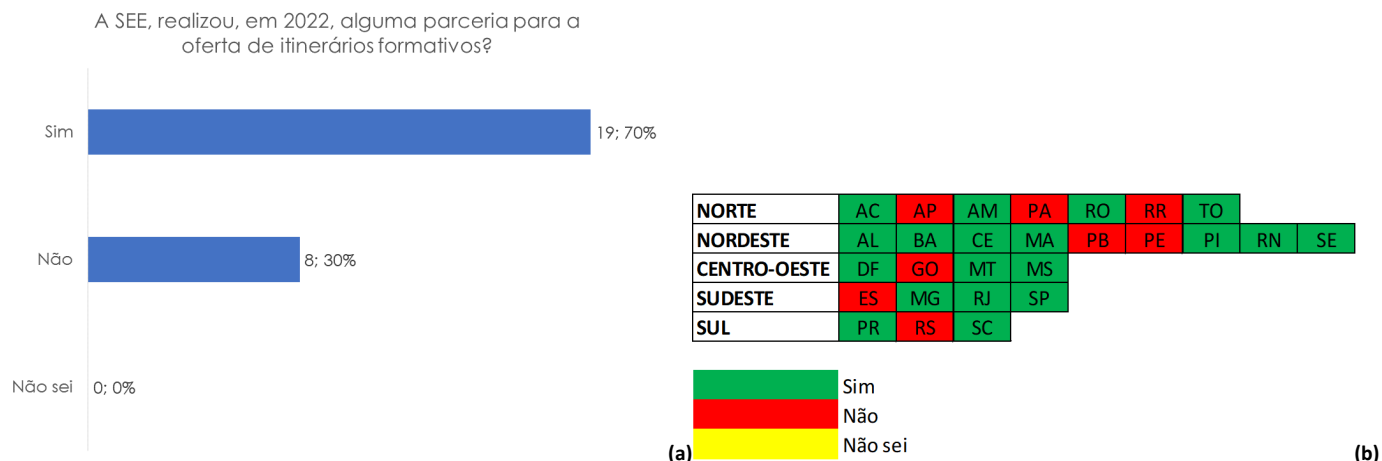 A SEE, realizou, em 2022, alguma parceria para a
oferta de itinerários formativos?
Sim
19; 70%
Não
8; 30%
Não sei
0; 0%
(a)
NORTE AC AP AM PA RO RR TO
NORDESTE AL BA CE MA PB PE PI RN SE
CENTRO-OESTE DF GO MT MS
SUDESTE ES MG RJ SP
SUL PR RS SC
Sim
Não
Não sei
(b)